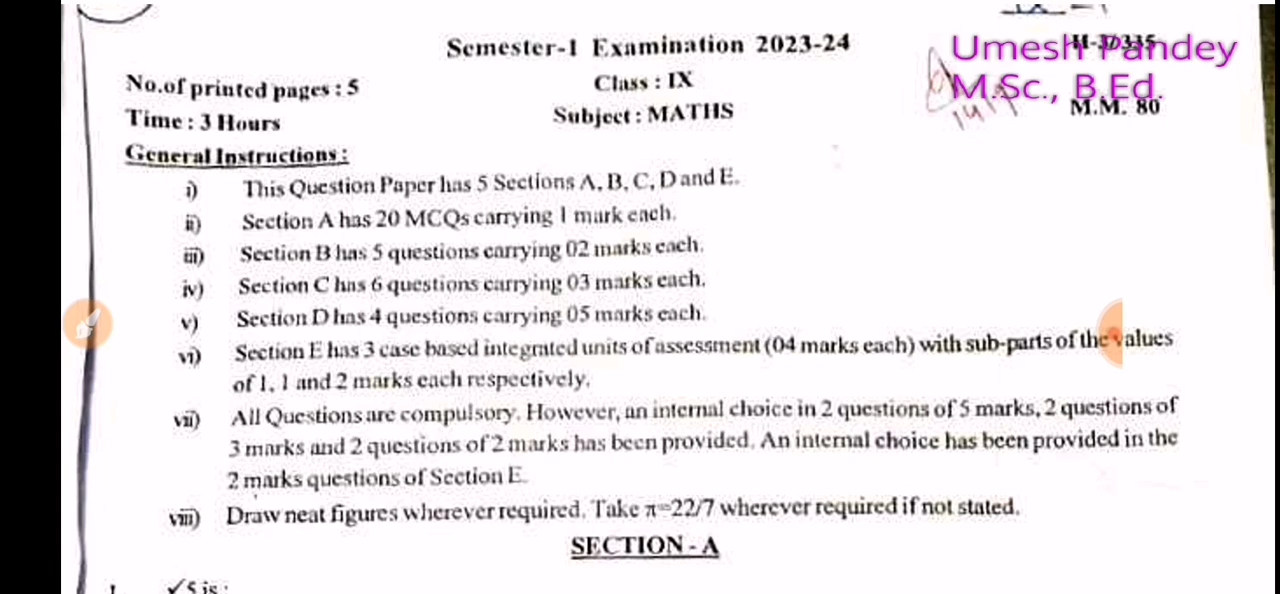 Semester-1 Examination 2023-24
Umesh Pandey
No.of printed pages : 5
Class : IX
M.Sc., B.Ed.
Time : 3 Hours
Subject : MATHS
M.M. 80
General Instructions :
i) This Question Paper has 5 Sections A, B, C, D and E.
ii) Section A has 20 MCQs carrying 1 mark each.
iii) Section B has 5 questions carrying 02 marks each.
iv) Section C has 6 questions carrying 03 marks each.
v) Section D has 4 questions carrying 05 marks each.
vi) Section E has 3 case based integrated units of assessment (04 marks each) with sub-parts of the values
of 1, 1 and 2 marks each respectively.
vii) All Questions are compulsory. However, an internal choice in 2 questions of 5 marks, 2 questions of
3 marks and 2 questions of 2 marks has been provided. An internal choice has been provided in the
2 marks questions of Section E.
viii) Draw neat figures wherever required. Take π=22/7 wherever required if not stated.
SECTION - A
√5 is :